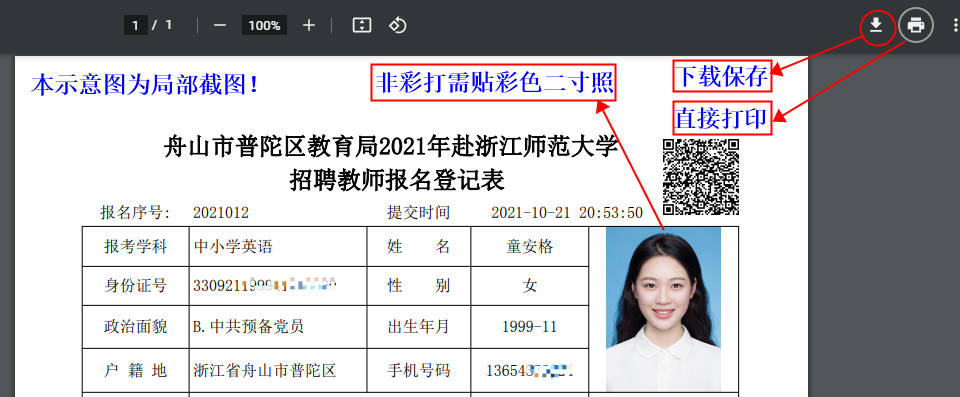 1 / 1 100%
本示意图为局部截图！
非彩打需贴彩色二寸照
下载保存
直接打印
舟山市普陀区教育局2021年赴浙江师范大学
招聘教师报名登记表
报名序号： 2021012 提交时间 2021-10-21 20:53:50
报考学科 中小学英语 姓 名 童安格
身份证号 3309211999 性 别 女
政治面貌 B.中共预备党员 出生年月 1999-11
户 籍 地 浙江省舟山市普陀区 手机号码 13654